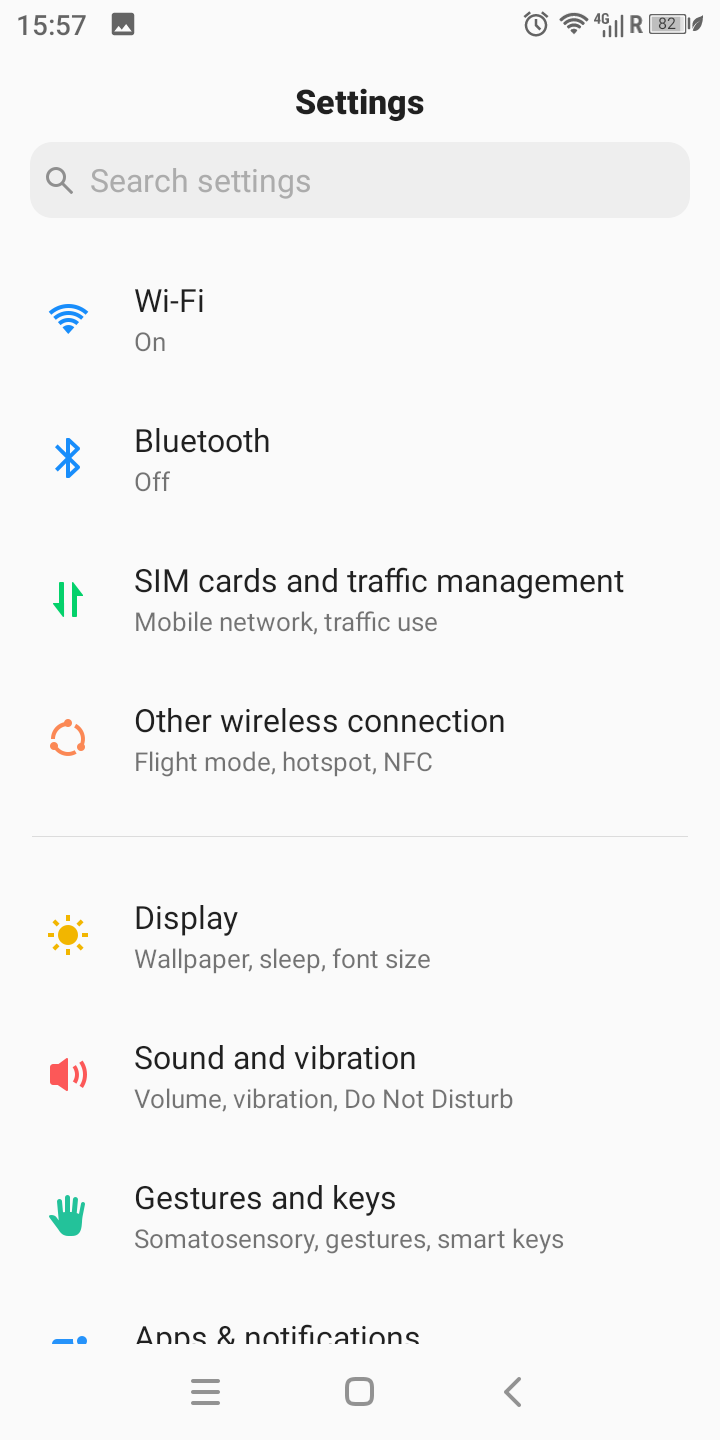 15:57 4G R 82
Settings
Search settings
Wi-Fi
On
Bluetooth
Off
SIM cards and traffic management
Mobile network, traffic use
Other wireless connection
Flight mode, hotspot, NFC
Display
Wallpaper, sleep, font size
Sound and vibration
Volume, vibration, Do Not Disturb
Gestures and keys
Somatosensory, gestures, smart keys
Apps & notifications